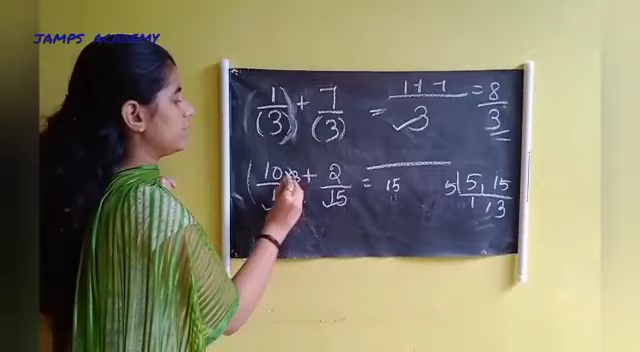 JAMPS ACADEMY
1/(3) + 7/(3) = 1+7/3 = 8/3
(10×3/ + 2/15 = /15
5 | 5, 15
1, 3